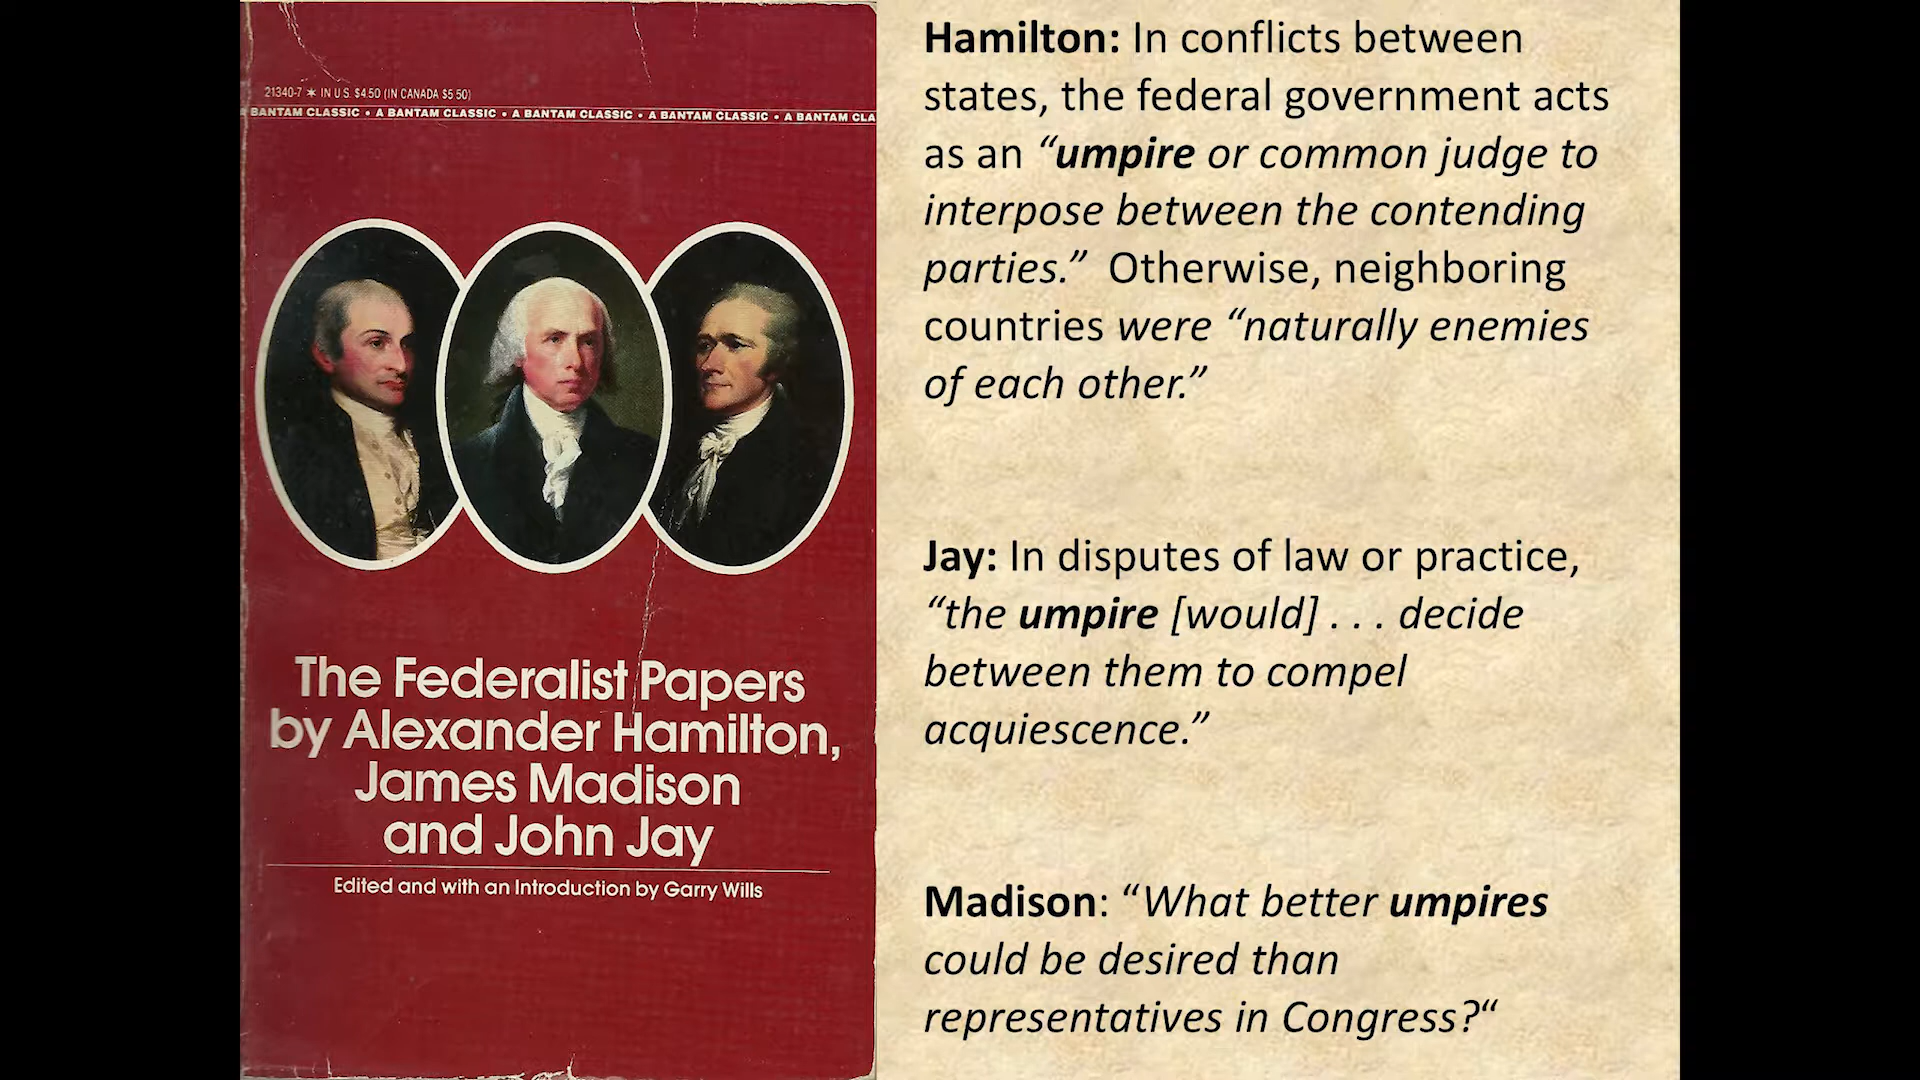 21340-7 ✶ IN U.S. $4.50 (IN CANADA $5.50)
BANTAM CLASSIC • A BANTAM CLASSIC • A BANTAM CLASSIC • A BANTAM CLASSIC • A BANTAM CLA
The Federalist Papers
by Alexander Hamilton,
James Madison
and John Jay
Edited and with an Introduction by Garry Wills
Hamilton: In conflicts between
states, the federal government acts
as an “umpire or common judge to
interpose between the contending
parties.” Otherwise, neighboring
countries were “naturally enemies
of each other.”
Jay: In disputes of law or practice,
“the umpire [would] . . . decide
between them to compel
acquiescence.”
Madison: “What better umpires
could be desired than
representatives in Congress?“